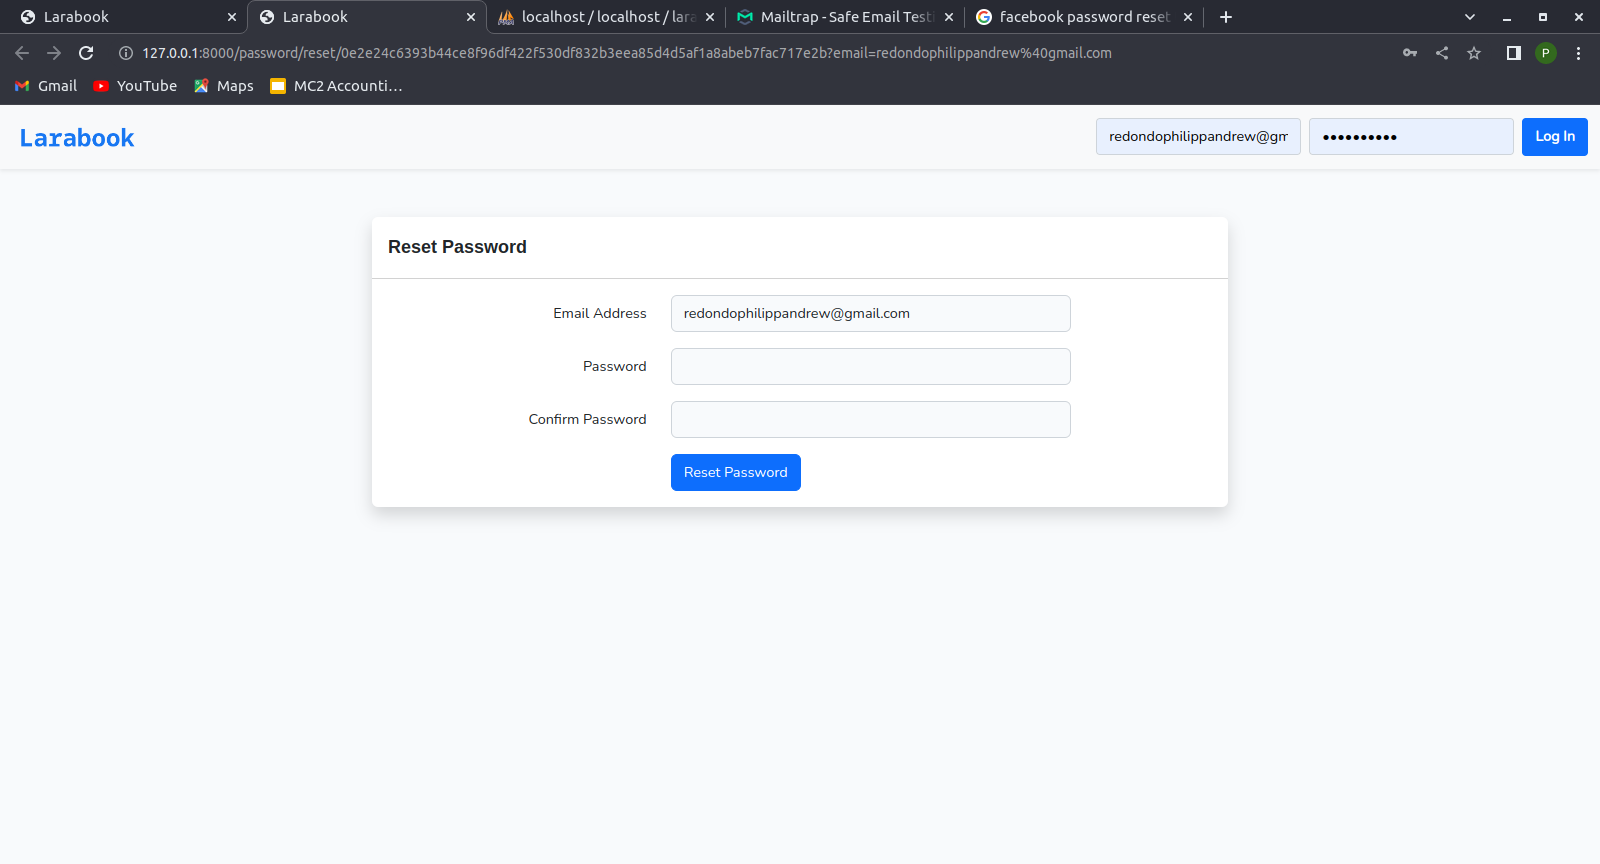 Larabook
Larabook
localhost / localhost / lara
Mailtrap - Safe Email Testi
facebook password reset
127.0.0.1:8000/password/reset/0e2e24c6393b44ce8f96df422f530df832b3eea85d4d5af1a8abeb7fac717e2b?email=redondophilippandrew%40gmail.com
P
Gmail
YouTube
Maps
MC2 Accounti…
Larabook
redondophilippandrew@gm
••••••••••
Log In
Reset Password
Email Address
redondophilippandrew@gmail.com
Password
Confirm Password
Reset Password